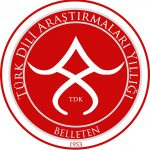 TÜRK DİLİ ARAŞTIRMALARI YILLIĞI
TDK
BELLETEN
1953